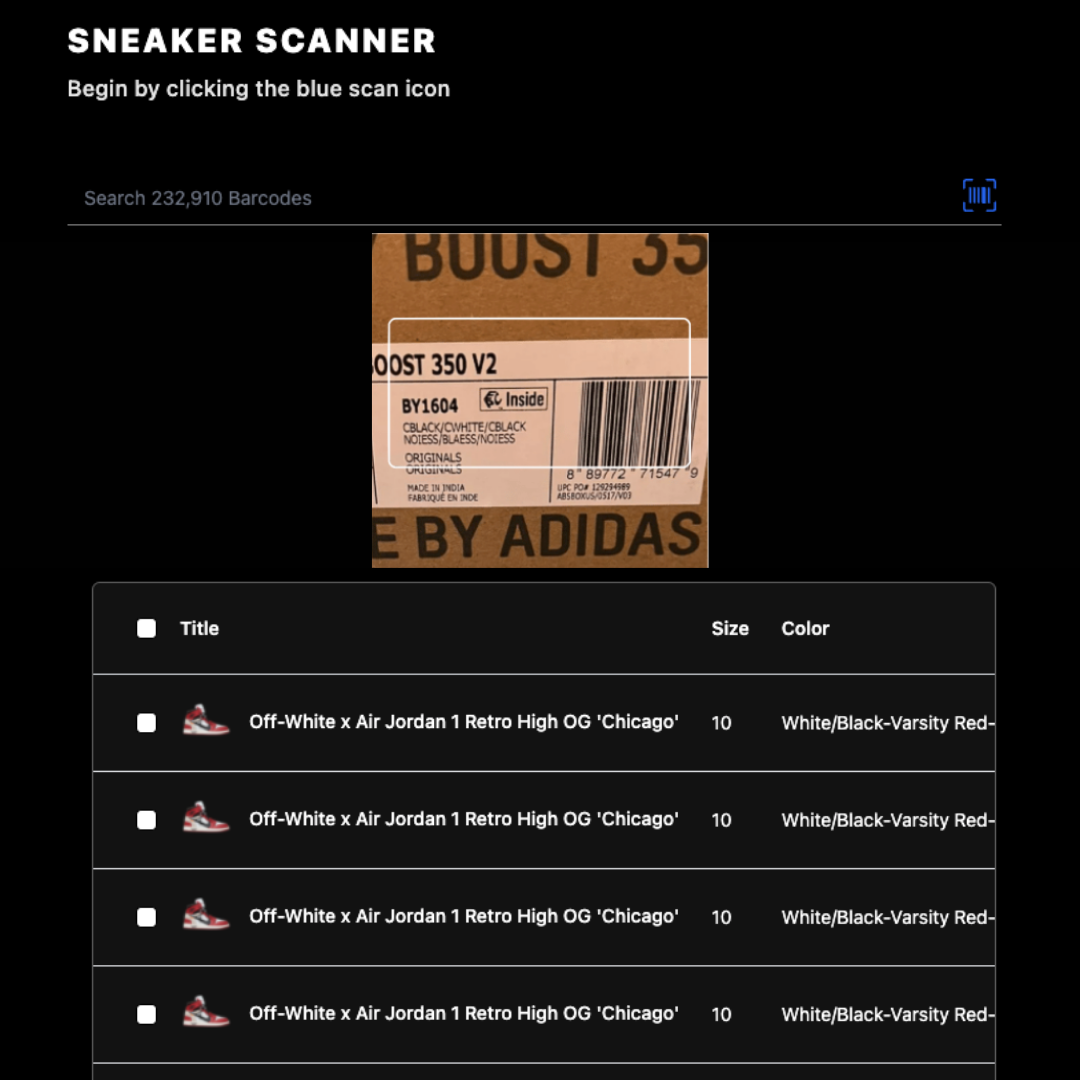 SNEAKER SCANNER
Begin by clicking the blue scan icon
Search 232,910 Barcodes
BOOST 35
OOST 350 V2
BY1604
Inside
CBLACK/CWHITE/CBLACK
NOIESS/BLAESS/NOIESS
ORIGINALS
ORIGINALS
MADE IN INDIA
FABRIQUÉ EN INDE
8 89772 71547 9
UPC PO# 129294989
ABSBOXUS/0517/V03
E BY ADIDAS
Title Size Color
Off-White x Air Jordan 1 Retro High OG 'Chicago' 10 White/Black-Varsity Red-
Off-White x Air Jordan 1 Retro High OG 'Chicago' 10 White/Black-Varsity Red-
Off-White x Air Jordan 1 Retro High OG 'Chicago' 10 White/Black-Varsity Red-
Off-White x Air Jordan 1 Retro High OG 'Chicago' 10 White/Black-Varsity Red-